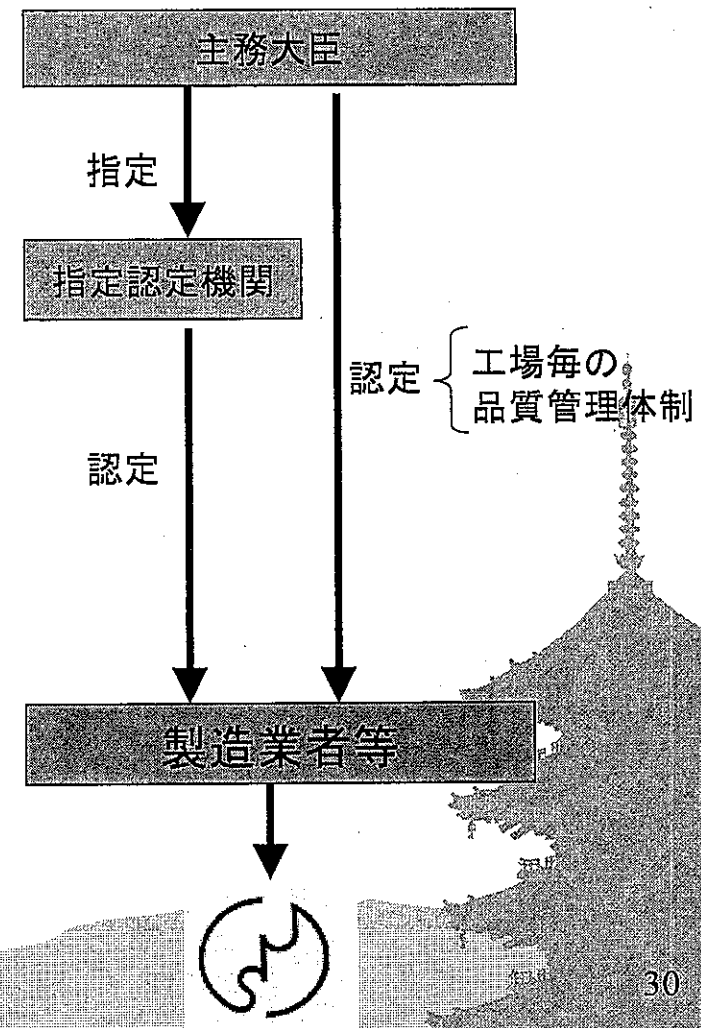 主務大臣
指定
指定認定機関
認定
工場毎の
品質管理体制
認定
製造業者等
30